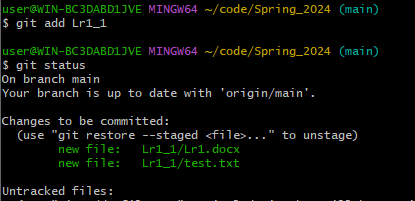 user@WIN-BC3DABD1JVE MINGW64 ~/code/Spring_2024 (main)
$ git add Lr1_1
user@WIN-BC3DABD1JVE MINGW64 ~/code/Spring_2024 (main)
$ git status
On branch main
Your branch is up to date with 'origin/main'.
Changes to be committed:
(use "git restore --staged <file>..." to unstage)
new file: Lr1_1/Lr1.docx
new file: Lr1_1/test.txt
Untracked files: